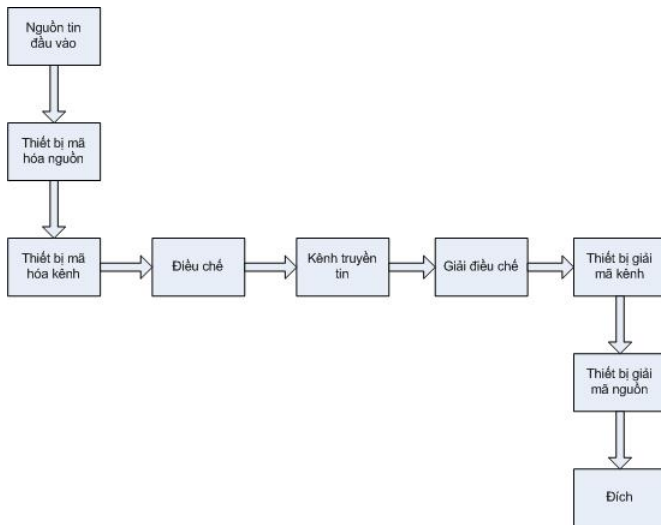 Nguồn tin
đầu vào
Thiết bị mã
hóa nguồn
Thiết bị mã
hóa kênh
Điều chế
Kênh truyền
tin
Giải điều chế
Thiết bị giải
mã kênh
Thiết bị giải
mã nguồn
Đích